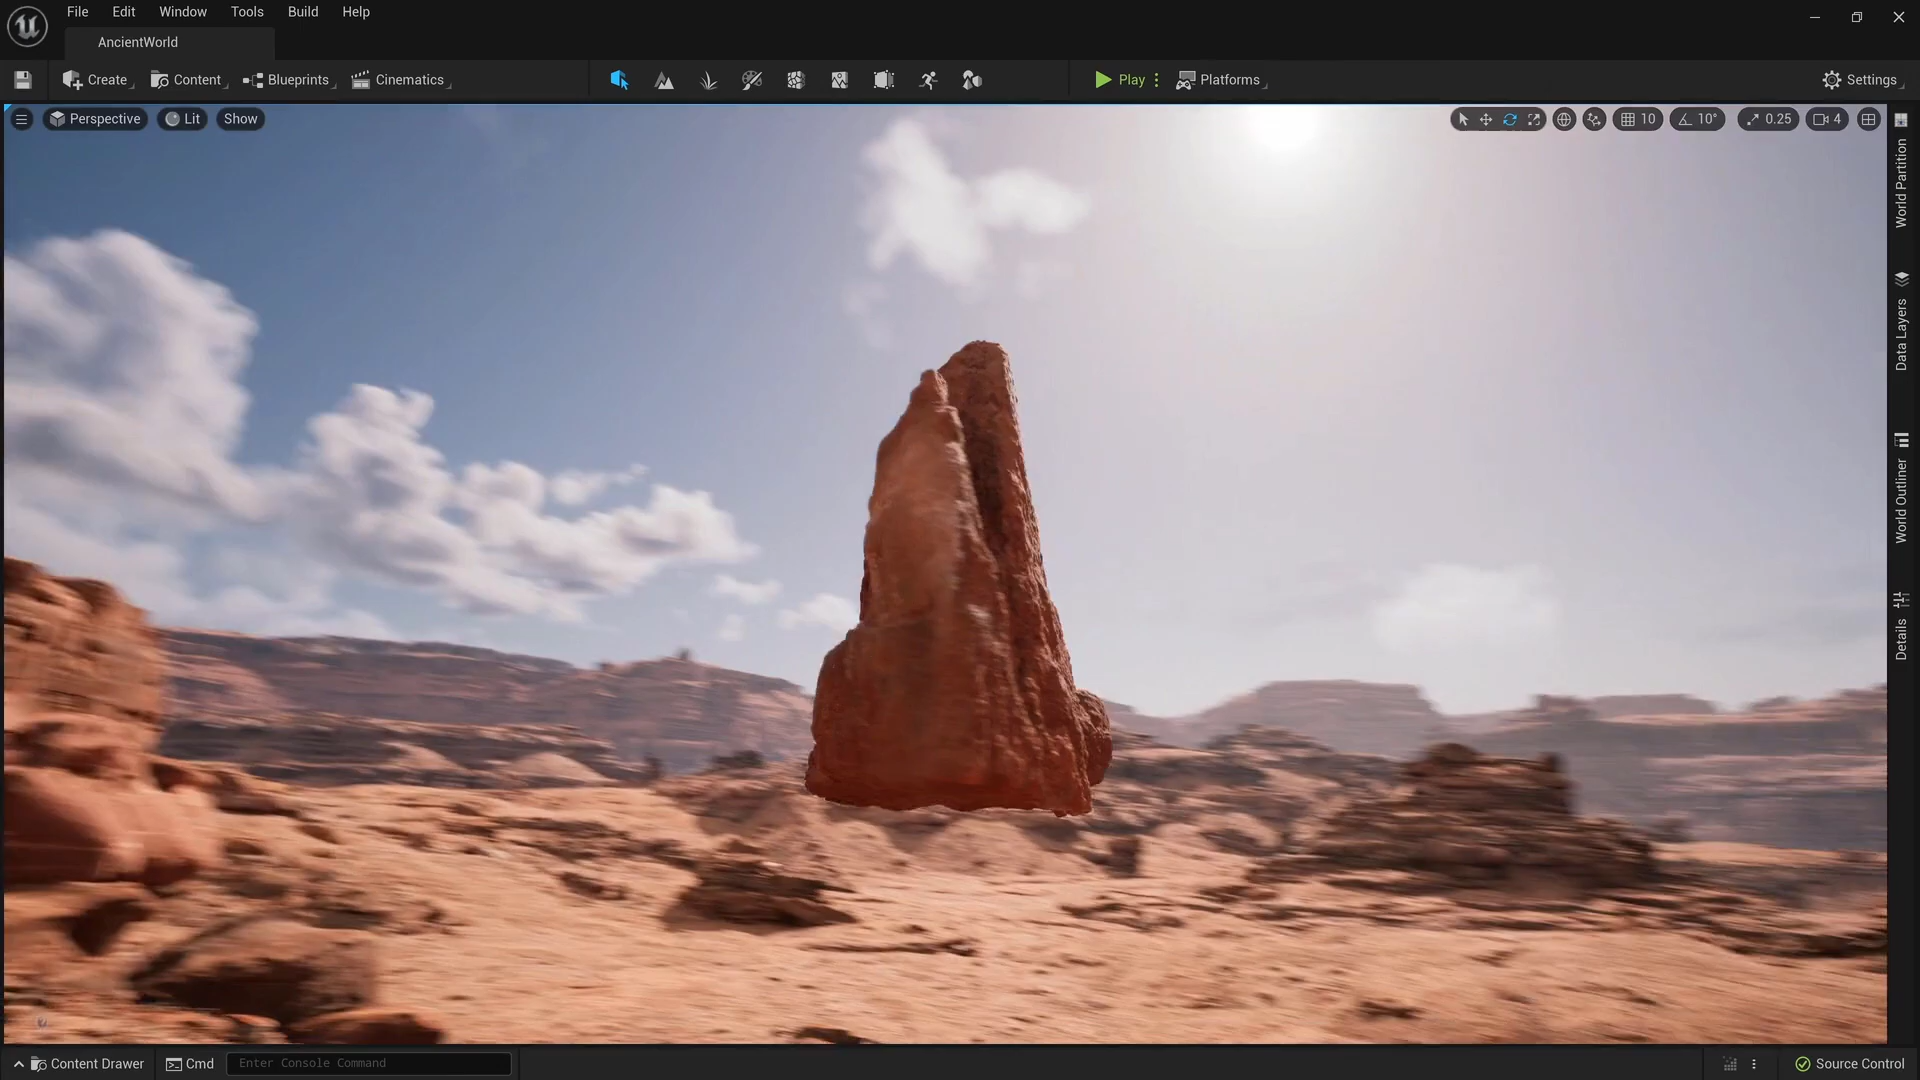 File Edit Window Tools Build Help
AncientWorld
Create Content Blueprints Cinematics Play Platforms Settings
Perspective Lit Show 10 10° 0.25 4
World Partition
Data Layers
World Outliner
Details
Content Drawer Cmd Enter Console Command Source Control